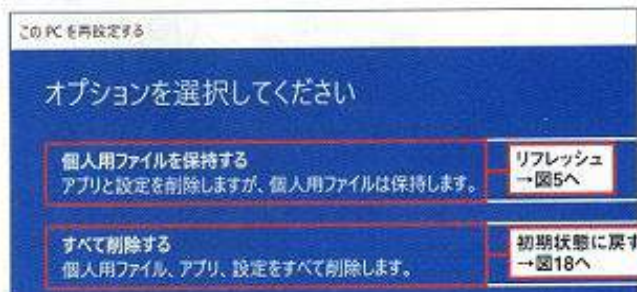 このPCを再設定する
オプションを選択してください
個人用ファイルを保持する
アプリと設定を削除しますが、個人用ファイルは保持します。
リフレッシュ
→図5へ
すべて削除する
個人用ファイル、アプリ、設定をすべて削除します。
初期状態に戻す
→図18へ